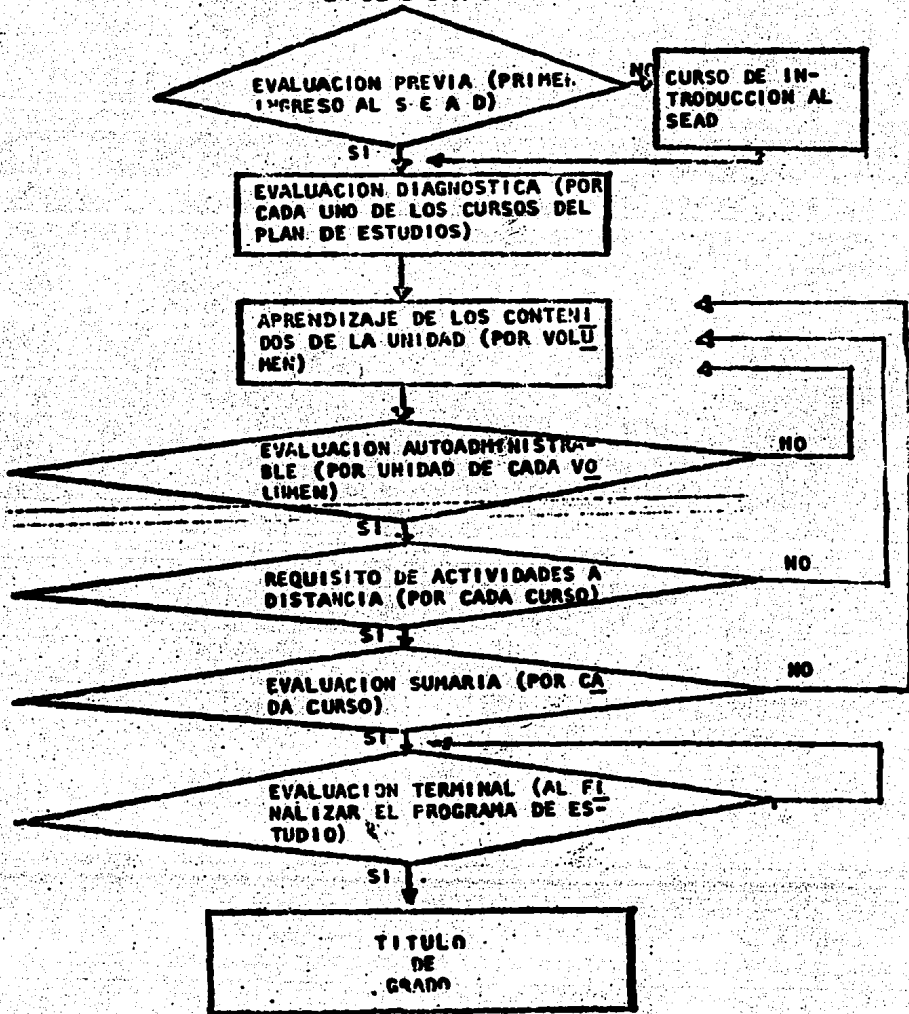 EVALUACION PREVIA (PRIMER
INGRESO AL S E A D)
NO
CURSO DE IN-
TRODUCCION AL
SEAD
SI
EVALUACION DIAGNOSTICA (POR
CADA UNO DE LOS CURSOS DEL
PLAN DE ESTUDIOS)
APRENDIZAJE DE LOS CONTENI
DOS DE LA UNIDAD (POR VOLU
MEN)
EVALUACION AUTOADMINISTRA-
BLE (POR UNIDAD DE CADA VO
LUMEN)
NO
SI
REQUISITO DE ACTIVIDADES A
DISTANCIA (POR CADA CURSO)
NO
SI
EVALUACION SUMARIA (POR CA
DA CURSO)
NO
SI
EVALUACION TERMINAL (AL FI
NALIZAR EL PROGRAMA DE ES-
TUDIO)
SI
TITULO
DE
GRADO